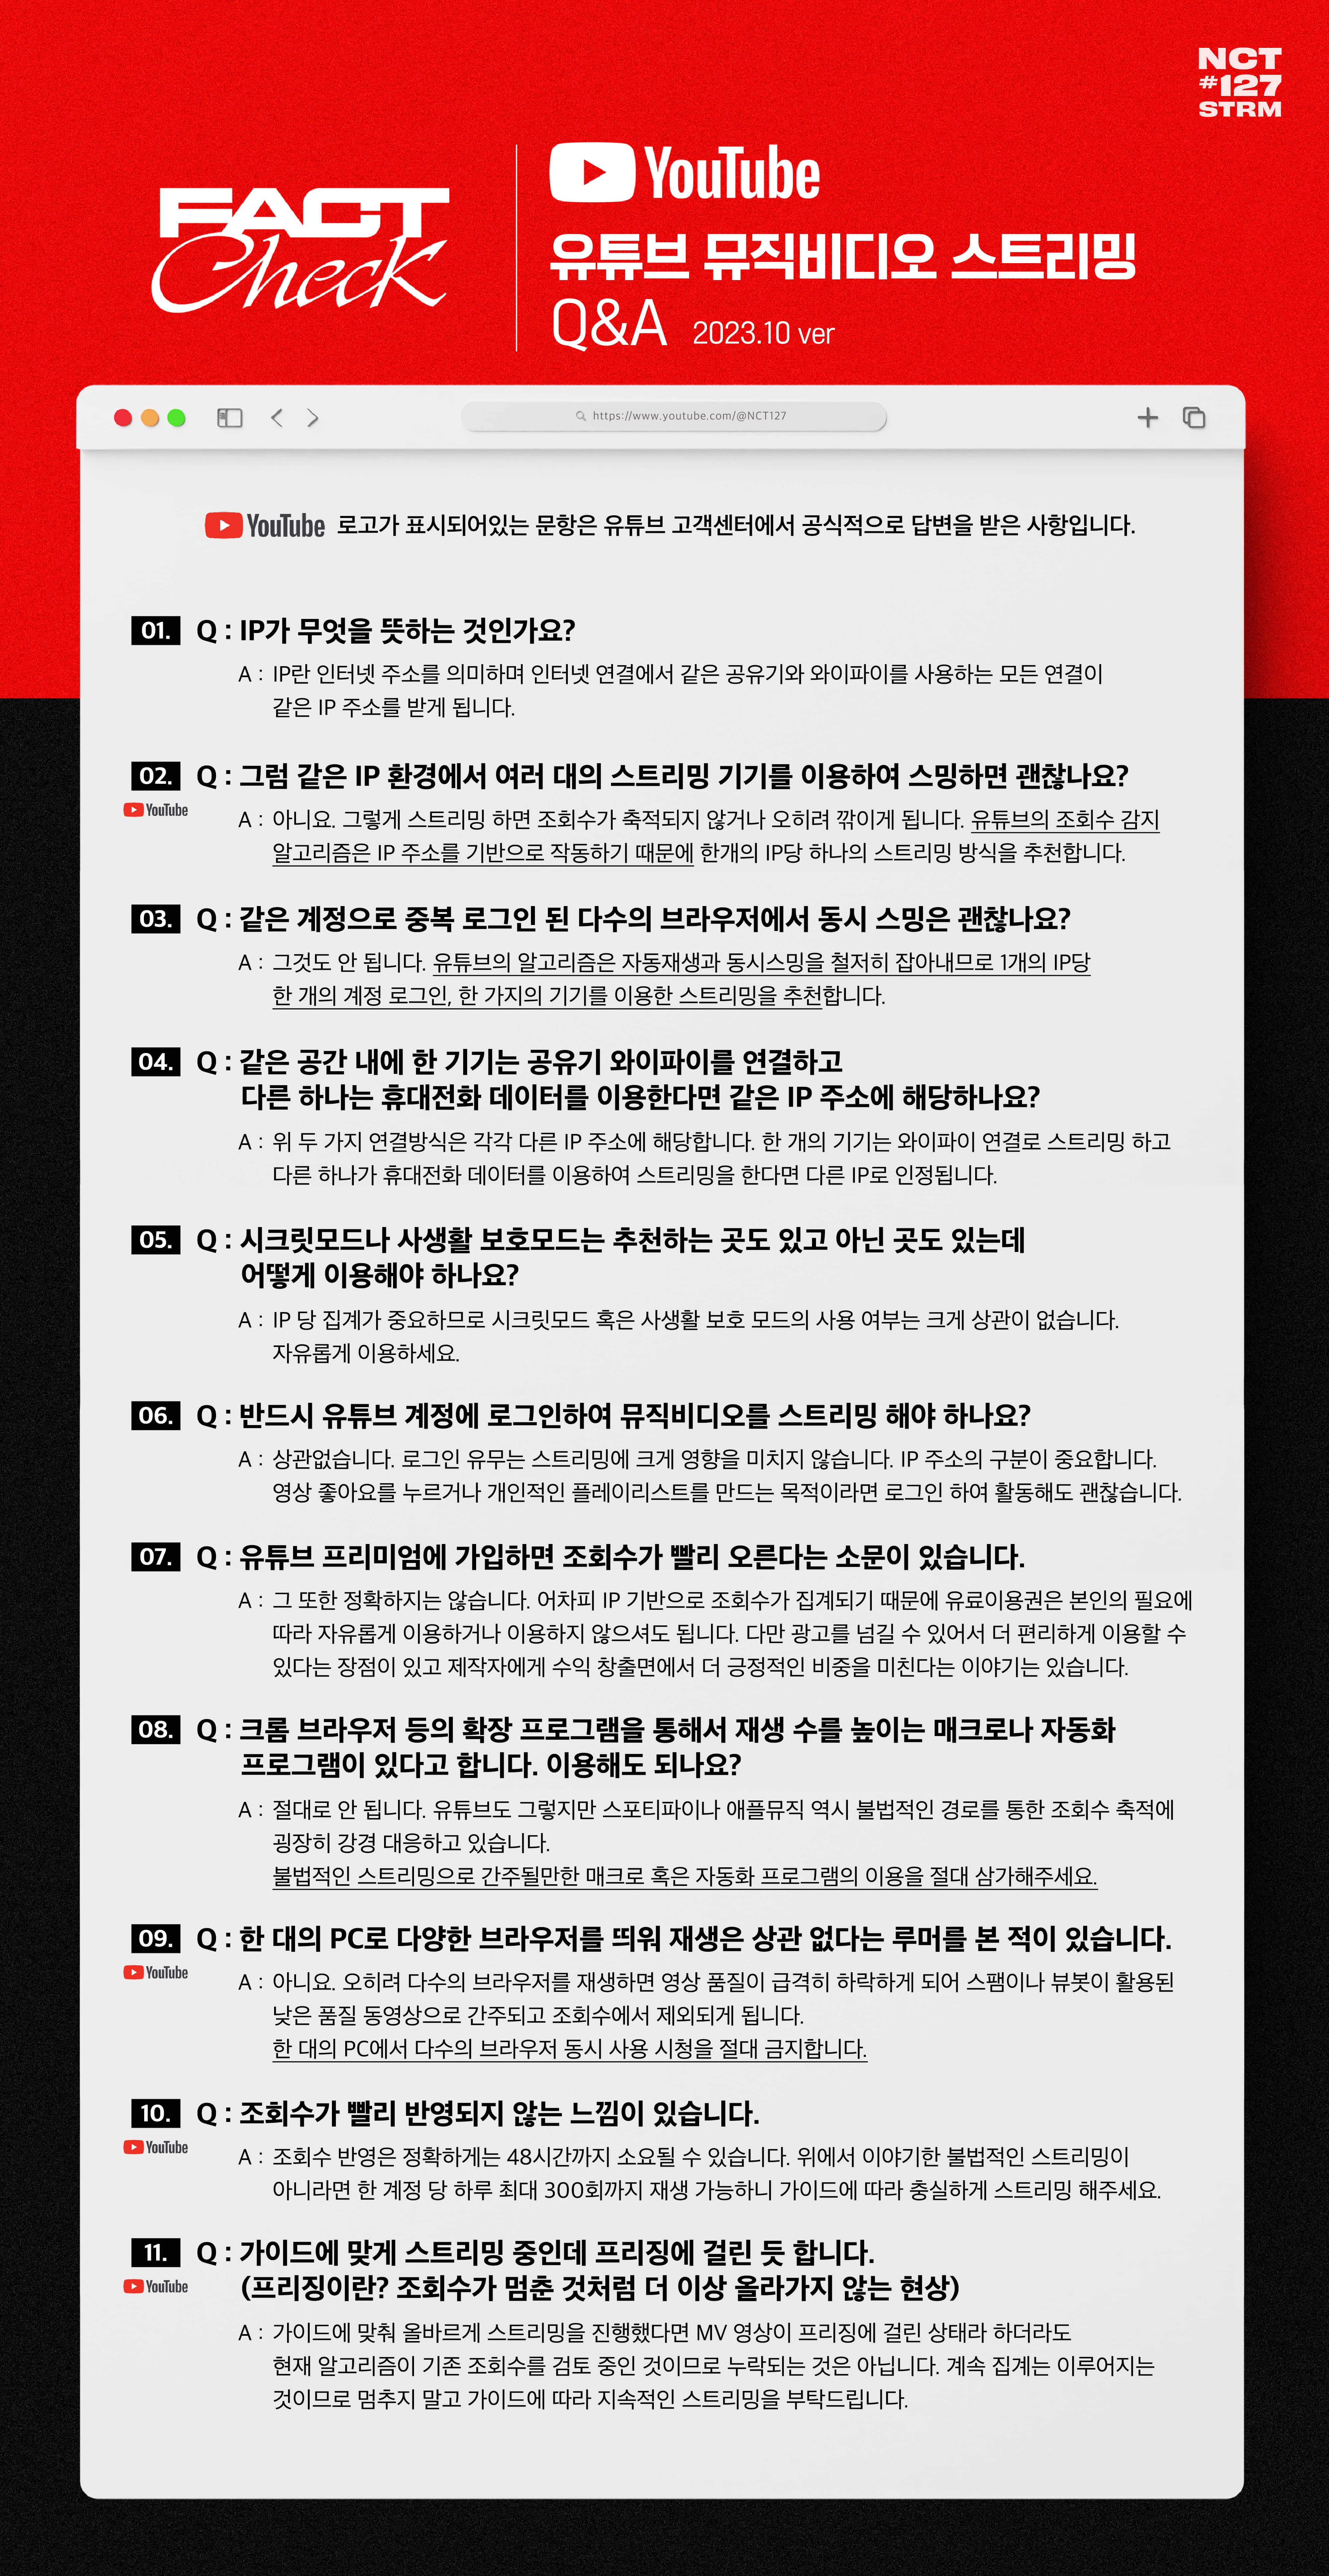 NCT
#127
STRM
FACT
Check
YouTube
유튜브 뮤직비디오 스트리밍
Q&A 2023.10 ver
https://www.youtube.com/@NCT127
YouTube 로고가 표시되어있는 문항은 유튜브 고객센터에서 공식적으로 답변을 받은 사항입니다.
01. Q : IP가 무엇을 뜻하는 것인가요?
A : IP란 인터넷 주소를 의미하며 인터넷 연결에서 같은 공유기와 와이파이를 사용하는 모든 연결이
같은 IP 주소를 받게 됩니다.
02. Q : 그럼 같은 IP 환경에서 여러 대의 스트리밍 기기를 이용하여 스밍하면 괜찮나요?
YouTube
A : 아니요. 그렇게 스트리밍 하면 조회수가 축적되지 않거나 오히려 깎이게 됩니다. 유튜브의 조회수 감지
알고리즘은 IP 주소를 기반으로 작동하기 때문에 한개의 IP당 하나의 스트리밍 방식을 추천합니다.
03. Q : 같은 계정으로 중복 로그인 된 다수의 브라우저에서 동시 스밍은 괜찮나요?
A : 그것도 안 됩니다. 유튜브의 알고리즘은 자동재생과 동시스밍을 철저히 잡아내므로 1개의 IP당
한 개의 계정 로그인, 한 가지의 기기를 이용한 스트리밍을 추천합니다.
04. Q : 같은 공간 내에 한 기기는 공유기 와이파이를 연결하고
다른 하나는 휴대전화 데이터를 이용한다면 같은 IP 주소에 해당하나요?
A : 위 두 가지 연결방식은 각각 다른 IP 주소에 해당합니다. 한 개의 기기는 와이파이 연결로 스트리밍 하고
다른 하나가 휴대전화 데이터를 이용하여 스트리밍을 한다면 다른 IP로 인정됩니다.
05. Q : 시크릿모드나 사생활 보호모드는 추천하는 곳도 있고 아닌 곳도 있는데
어떻게 이용해야 하나요?
A : IP 당 집계가 중요하므로 시크릿모드 혹은 사생활 보호 모드의 사용 여부는 크게 상관이 없습니다.
자유롭게 이용하세요.
06. Q : 반드시 유튜브 계정에 로그인하여 뮤직비디오를 스트리밍 해야 하나요?
A : 상관없습니다. 로그인 유무는 스트리밍에 크게 영향을 미치지 않습니다. IP 주소의 구분이 중요합니다.
영상 좋아요를 누르거나 개인적인 플레이리스트를 만드는 목적이라면 로그인 하여 활동해도 괜찮습니다.
07. Q : 유튜브 프리미엄에 가입하면 조회수가 빨리 오른다는 소문이 있습니다.
A : 그 또한 정확하지는 않습니다. 어차피 IP 기반으로 조회수가 집계되기 때문에 유료이용권은 본인의 필요에
따라 자유롭게 이용하거나 이용하지 않으셔도 됩니다. 다만 광고를 넘길 수 있어서 더 편리하게 이용할 수
있다는 장점이 있고 제작자에게 수익 창출면에서 더 긍정적인 비중을 미친다는 이야기는 있습니다.
08. Q : 크롬 브라우저 등의 확장 프로그램을 통해서 재생 수를 높이는 매크로나 자동화
프로그램이 있다고 합니다. 이용해도 되나요?
A : 절대로 안 됩니다. 유튜브도 그렇지만 스포티파이나 애플뮤직 역시 불법적인 경로를 통한 조회수 축적에
굉장히 강경 대응하고 있습니다.
불법적인 스트리밍으로 간주될만한 매크로 혹은 자동화 프로그램의 이용을 절대 삼가해주세요.
09. Q : 한 대의 PC로 다양한 브라우저를 띄워 재생은 상관 없다는 루머를 본 적이 있습니다.
YouTube
A : 아니요. 오히려 다수의 브라우저를 재생하면 영상 품질이 급격히 하락하게 되어 스팸이나 뷰봇이 활용된
낮은 품질 동영상으로 간주되고 조회수에서 제외되게 됩니다.
한 대의 PC에서 다수의 브라우저 동시 사용 시청을 절대 금지합니다.
10. Q : 조회수가 빨리 반영되지 않는 느낌이 있습니다.
YouTube
A : 조회수 반영은 정확하게는 48시간까지 소요될 수 있습니다. 위에서 이야기한 불법적인 스트리밍이
아니라면 한 계정 당 하루 최대 300회까지 재생 가능하니 가이드에 따라 충실하게 스트리밍 해주세요.
11. Q : 가이드에 맞게 스트리밍 중인데 프리징에 걸린 듯 합니다.
YouTube
(프리징이란? 조회수가 멈춘 것처럼 더 이상 올라가지 않는 현상)
A : 가이드에 맞춰 올바르게 스트리밍을 진행했다면 MV 영상이 프리징에 걸린 상태라 하더라도
현재 알고리즘이 기존 조회수를 검토 중인 것이므로 누락되는 것은 아닙니다. 계속 집계는 이루어지는
것이므로 멈추지 말고 가이드에 따라 지속적인 스트리밍을 부탁드립니다.